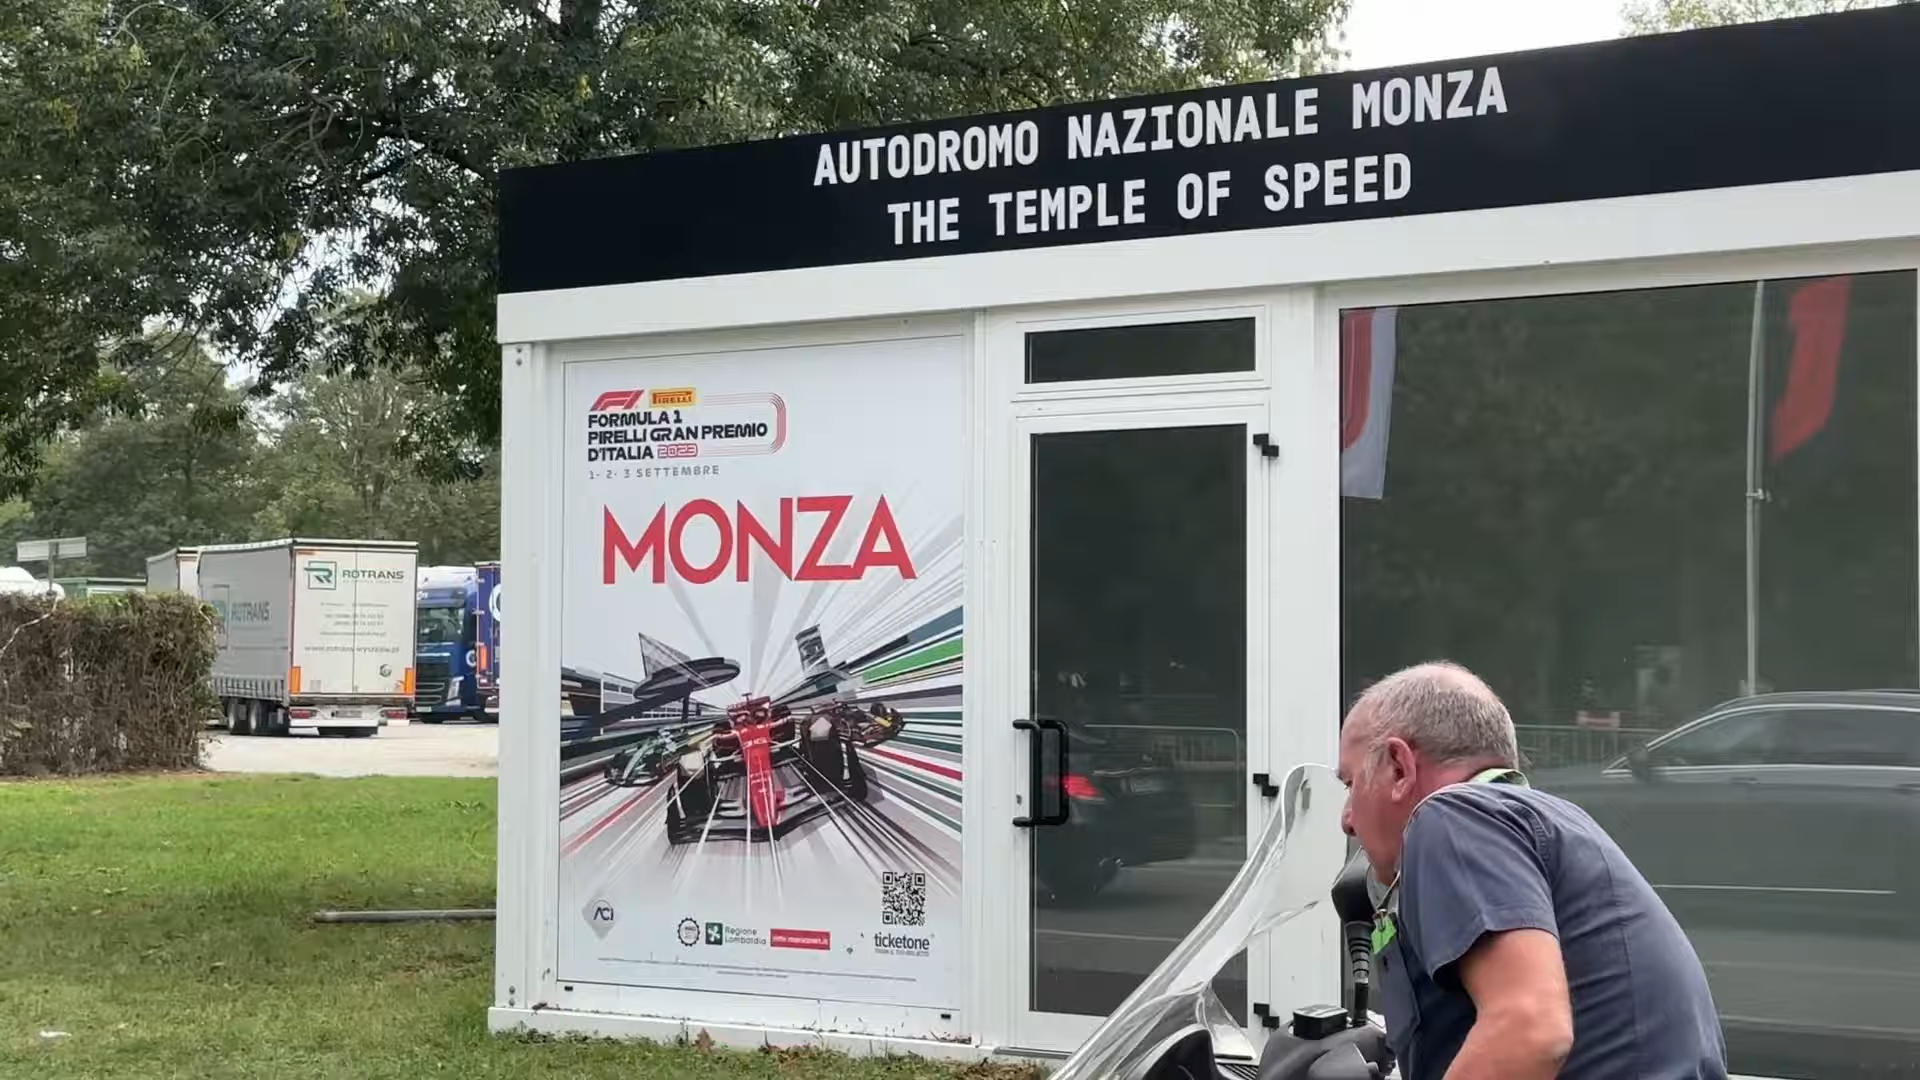 AUTODROMO NAZIONALE MONZA
THE TEMPLE OF SPEED
F1 PIRELLI
FORMULA 1
PIRELLI GRAN PREMIO
D'ITALIA 2023
1 - 2 - 3 SETTEMBRE
MONZA
ACI
Regione
Lombardia
ticketone
ROTRANS
ROTRANS